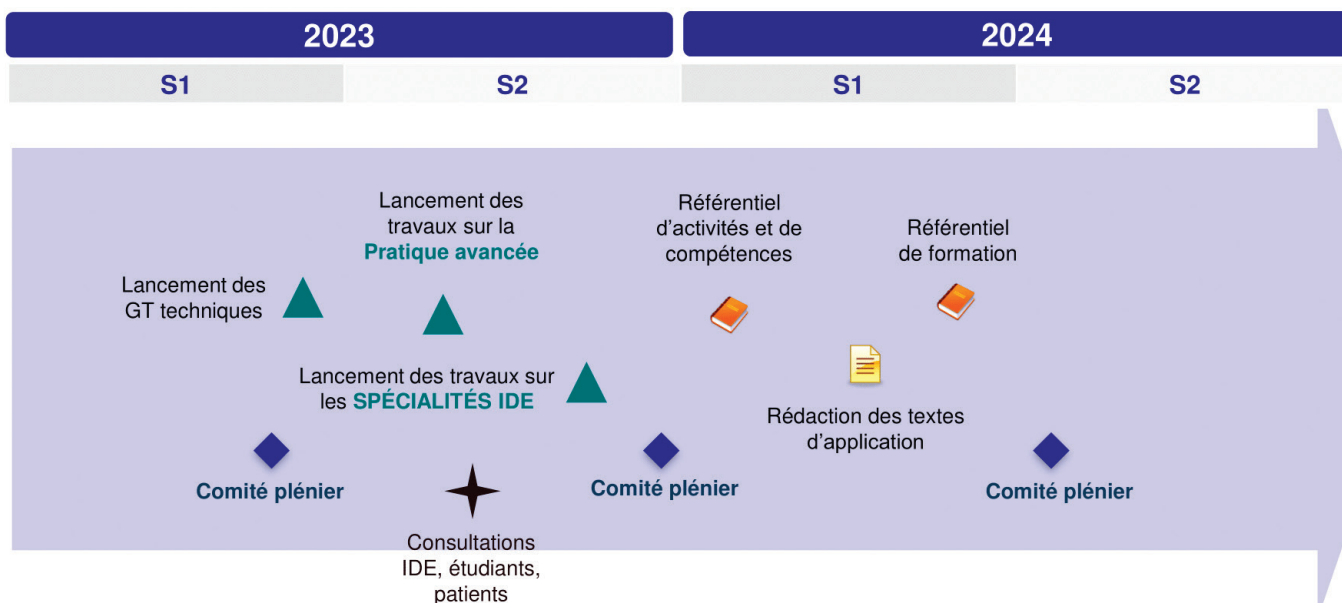 2023
2024
S1
S2
S1
S2
Lancement des
travaux sur la
Pratique avancée
Référentiel
d’activités et de
compétences
Référentiel
de formation
Lancement des
GT techniques
Lancement des travaux sur
les SPÉCIALITÉS IDE
Rédaction des textes
d’application
Comité plénier
Comité plénier
Comité plénier
Consultations
IDE, étudiants,
patients